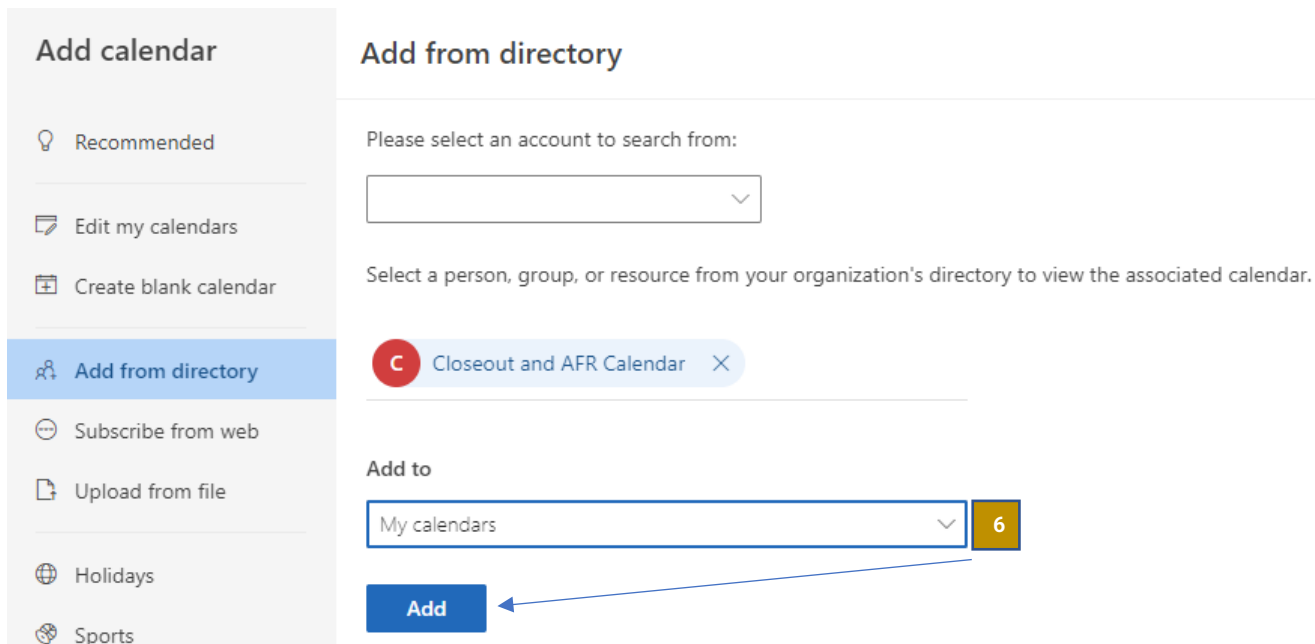 Add calendar
Recommended
Edit my calendars
Create blank calendar
Add from directory
Subscribe from web
Upload from file
Holidays
Sports
Add from directory
Please select an account to search from:
Select a person, group, or resource from your organization's directory to view the associated calendar.
C Closeout and AFR Calendar
Add to
My calendars 6
Add